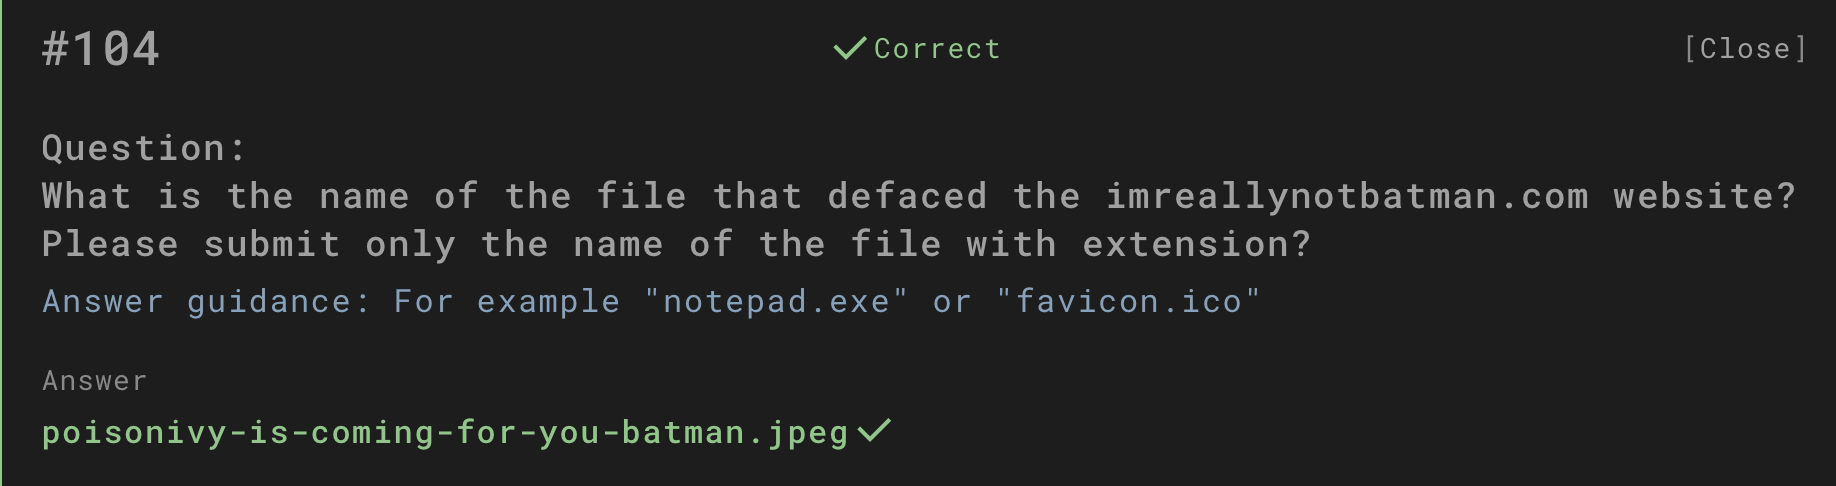 #104
Correct
[Close]
Question:
What is the name of the file that defaced the imreallynotbatman.com website?
Please submit only the name of the file with extension?
Answer guidance: For example "notepad.exe" or "favicon.ico"
Answer
poisonivy-is-coming-for-you-batman.jpeg